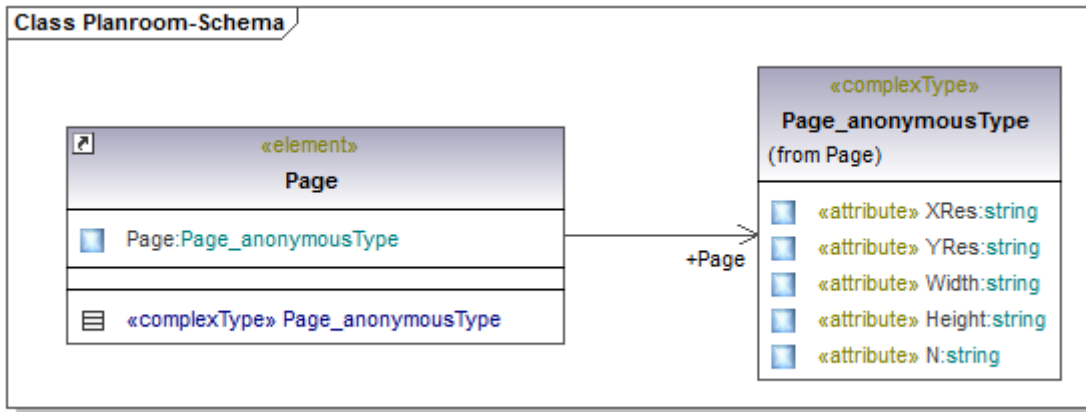 Class Planroom-Schema
«element»
Page
Page:Page_anonymousType
«complexType» Page_anonymousType
+Page
«complexType»
Page_anonymousType
(from Page)
«attribute» XRes:string
«attribute» YRes:string
«attribute» Width:string
«attribute» Height:string
«attribute» N:string